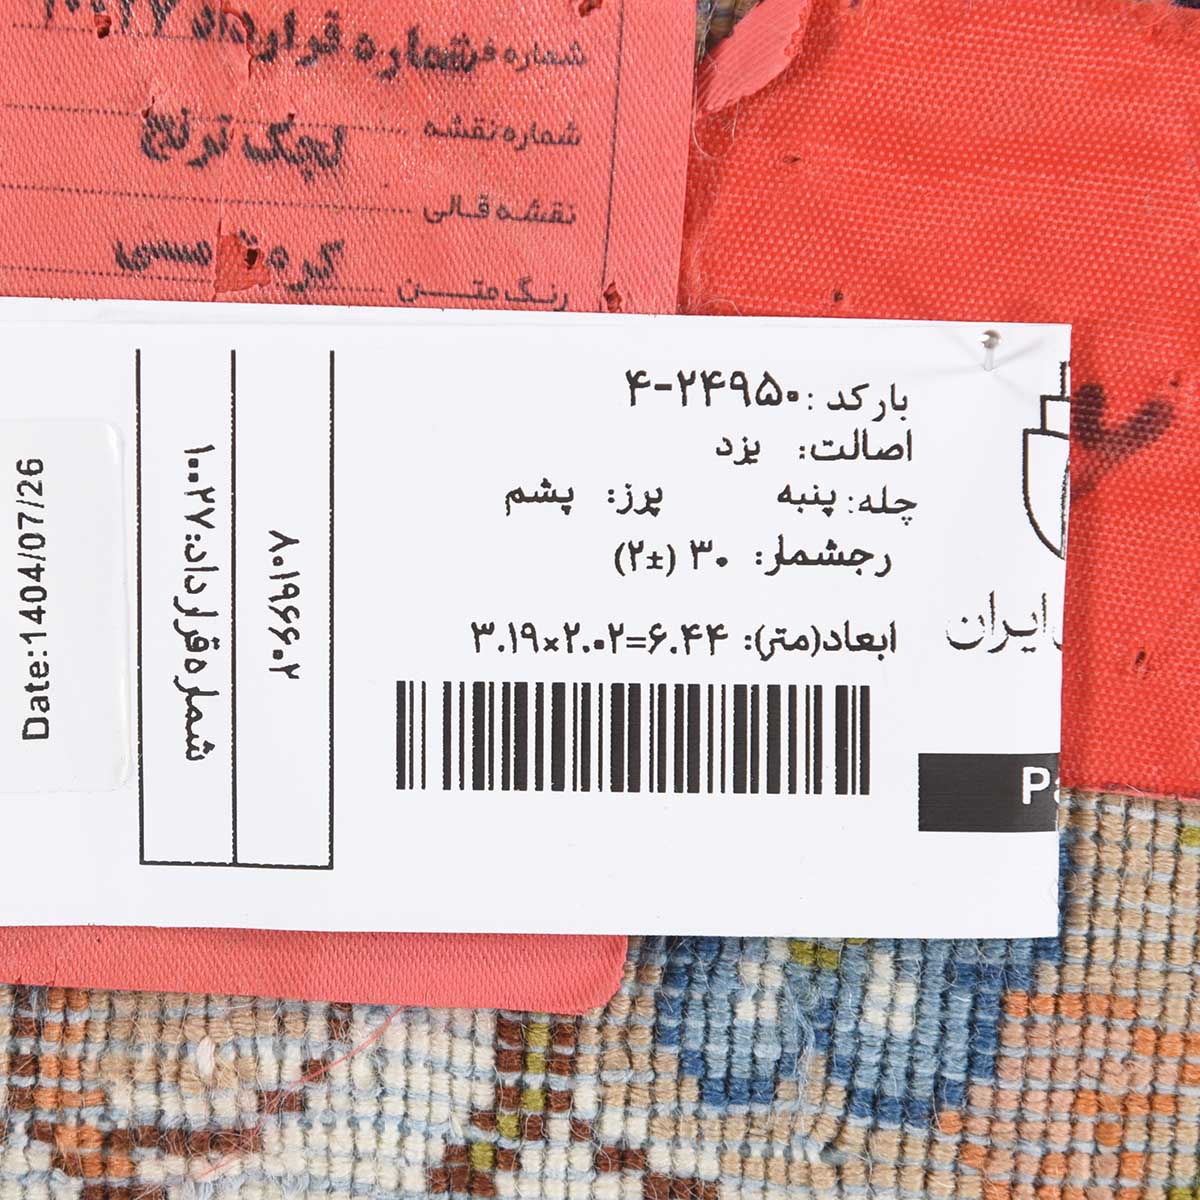 شماره قرارداد
شماره نقشه
لچک ترنج
نقشه قالی
کرم مسی
رنگ متن
بارکد: ۴-۲۴۹۵۰
اصالت: یزد
چله: پنبه پرز: پشم
رجشمار: ۳۰ (±۲)
ابعاد(متر): ۳.۱۹×۲.۰۲=۶.۴۴
ایران
۸۰۱۹۶۶۰۲
شماره قرارداد: ۱۰۰۲۷
Date:1404/07/26